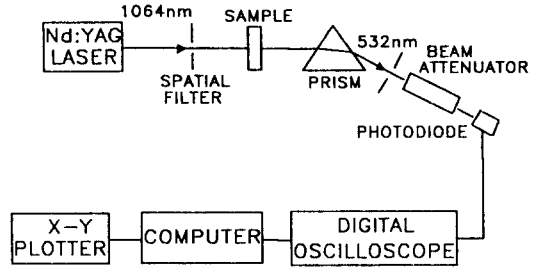 1064nm
Nd:YAG
LASER
SPATIAL
FILTER
SAMPLE
PRISM
532nm
BEAM
ATTENUATOR
PHOTODIODE
X-Y
PLOTTER
COMPUTER
DIGITAL
OSCILLOSCOPE